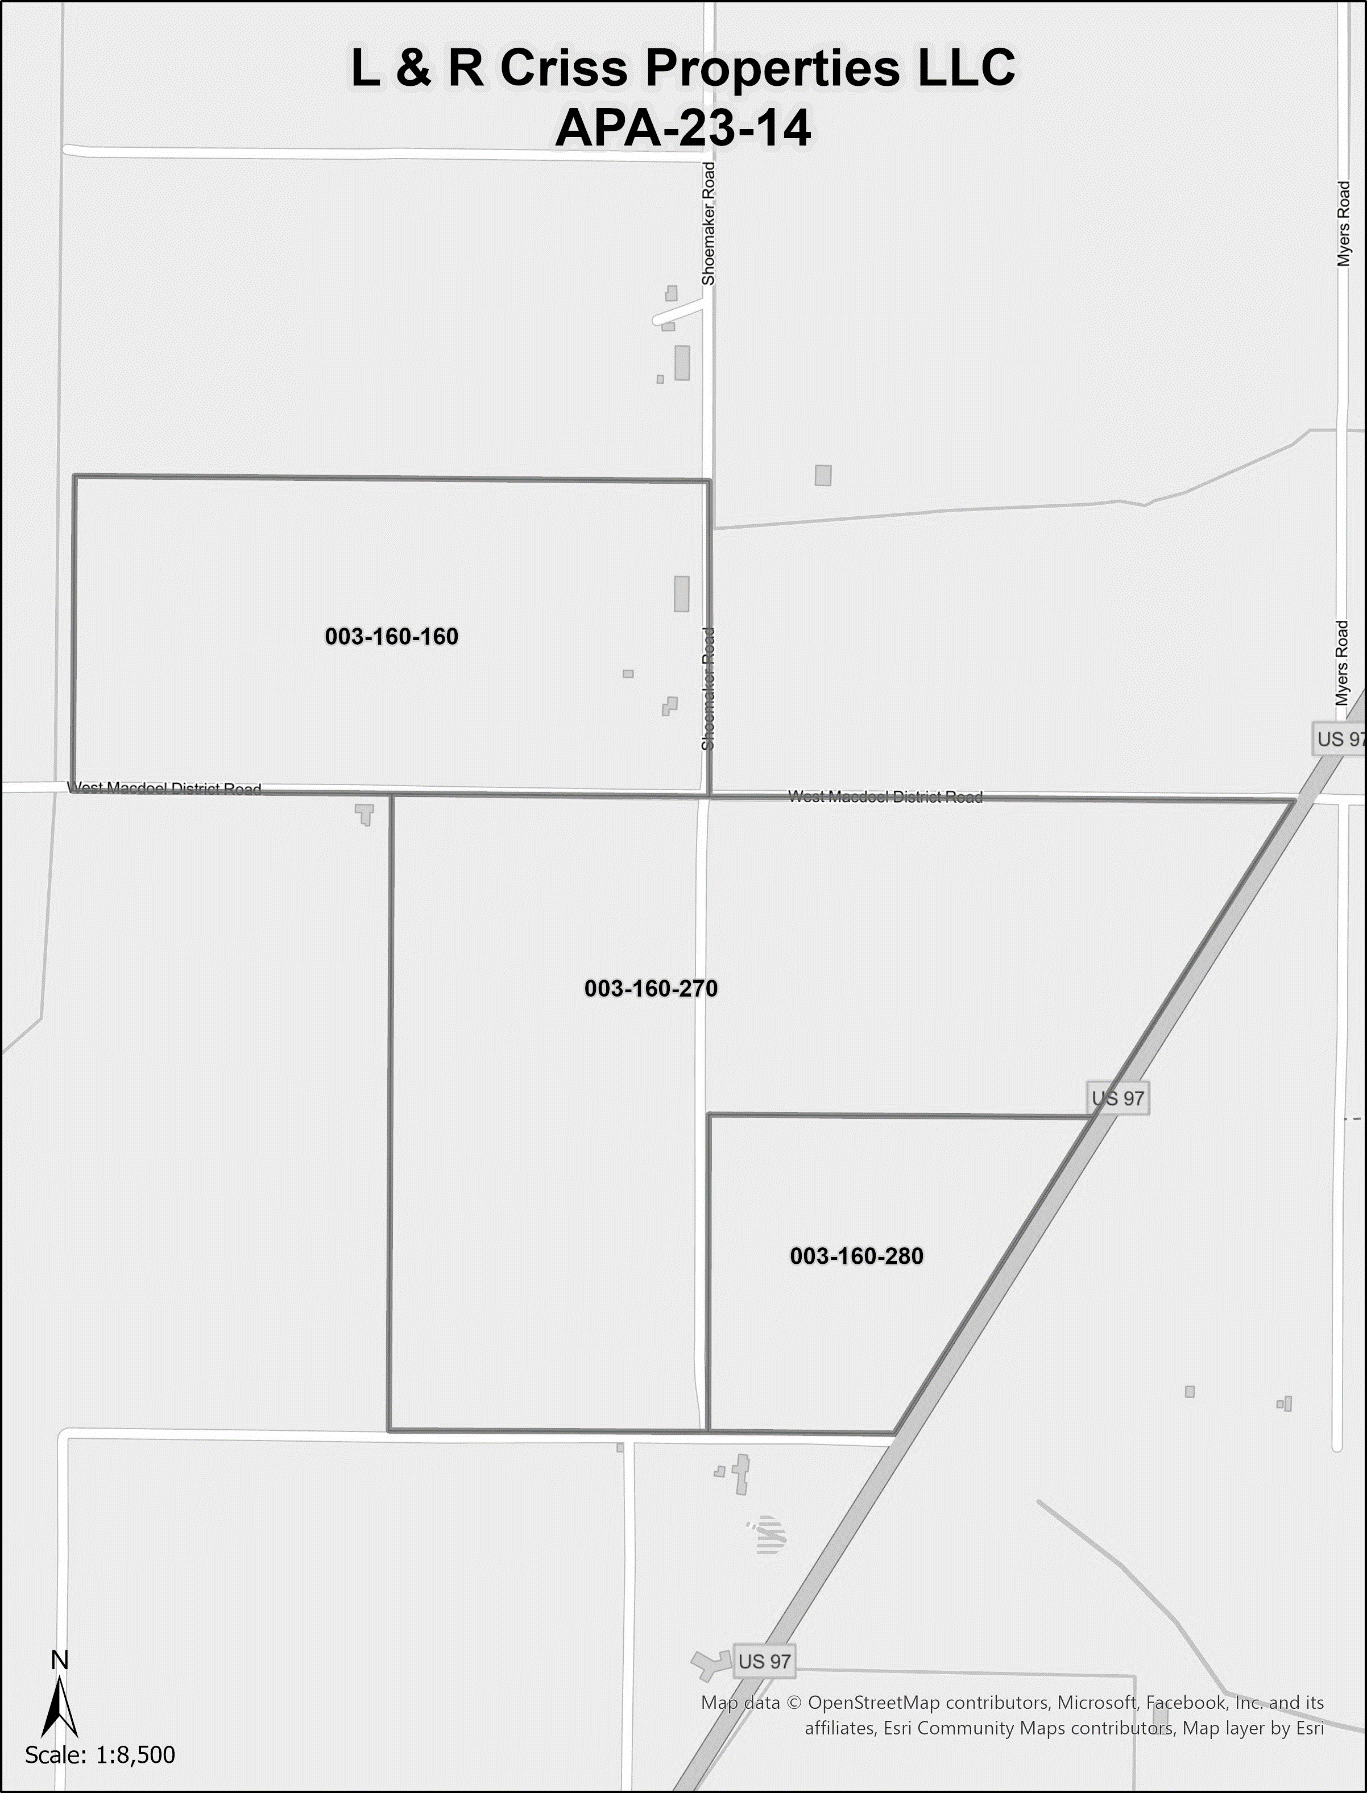 L & R Criss Properties LLC
APA-23-14
Shoemaker Road
Myers Road
003-160-160
Shoemaker Road
Myers Road
US 97
West Macdoel District Road
West Macdoel District Road
003-160-270
US 97
003-160-280
N
US 97
Map data © OpenStreetMap contributors, Microsoft, Facebook, Inc. and its
affiliates, Esri Community Maps contributors, Map layer by Esri
Scale: 1:8,500